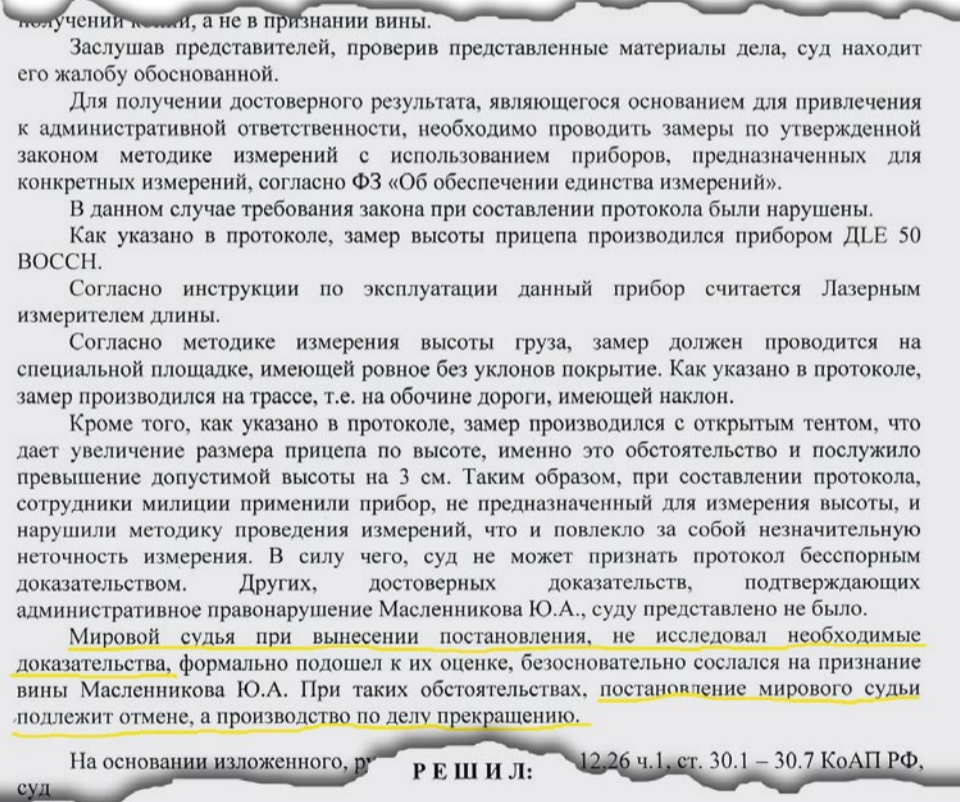 получении копии, а не в признании вины.
Заслушав представителей, проверив представленные материалы дела, суд находит
его жалобу обоснованной.
Для получении достоверного результата, являющегося основанием для привлечения
к административной ответственности, необходимо проводить замеры по утвержденной
законом методике измерений с использованием приборов, предназначенных для
конкретных измерений, согласно ФЗ «Об обеспечении единства измерений».
В данном случае требования закона при составлении протокола были нарушены.
Как указано в протоколе, замер высоты прицепа производился прибором ДLE 50
BOCCH.
Согласно инструкции по эксплуатации данный прибор считается Лазерным
измерителем длины.
Согласно методике измерения высоты груза, замер должен проводится на
специальной площадке, имеющей ровное без уклонов покрытие. Как указано в протоколе,
замер производился на трассе, т.е. на обочине дороги, имеющей наклон.
Кроме того, как указано в протоколе, замер производился с открытым тентом, что
дает увеличение размера прицепа по высоте, именно это обстоятельство и послужило
превышение допустимой высоты на 3 см. Таким образом, при составлении протокола,
сотрудники милиции применили прибор, не предназначенный для измерения высоты, и
нарушили методику проведения измерений, что и повлекло за собой незначительную
неточность измерения. В силу чего, суд не может признать протокол бесспорным
доказательством. Других, достоверных доказательств, подтверждающих
административное правонарушение Масленникова Ю.А., суду представлено не было.
Мировой судья при вынесении постановления, не исследовал необходимые
доказательства, формально подошел к их оценке, безосновательно сослался на признание
вины Масленникова Ю.А. При таких обстоятельствах, постановление мирового судьи
подлежит отмене, а производство по делу прекращению.
На основании изложенного, 12.26 ч.1, ст. 30.1 – 30.7 КоАП РФ,
суд
Р Е Ш И Л: